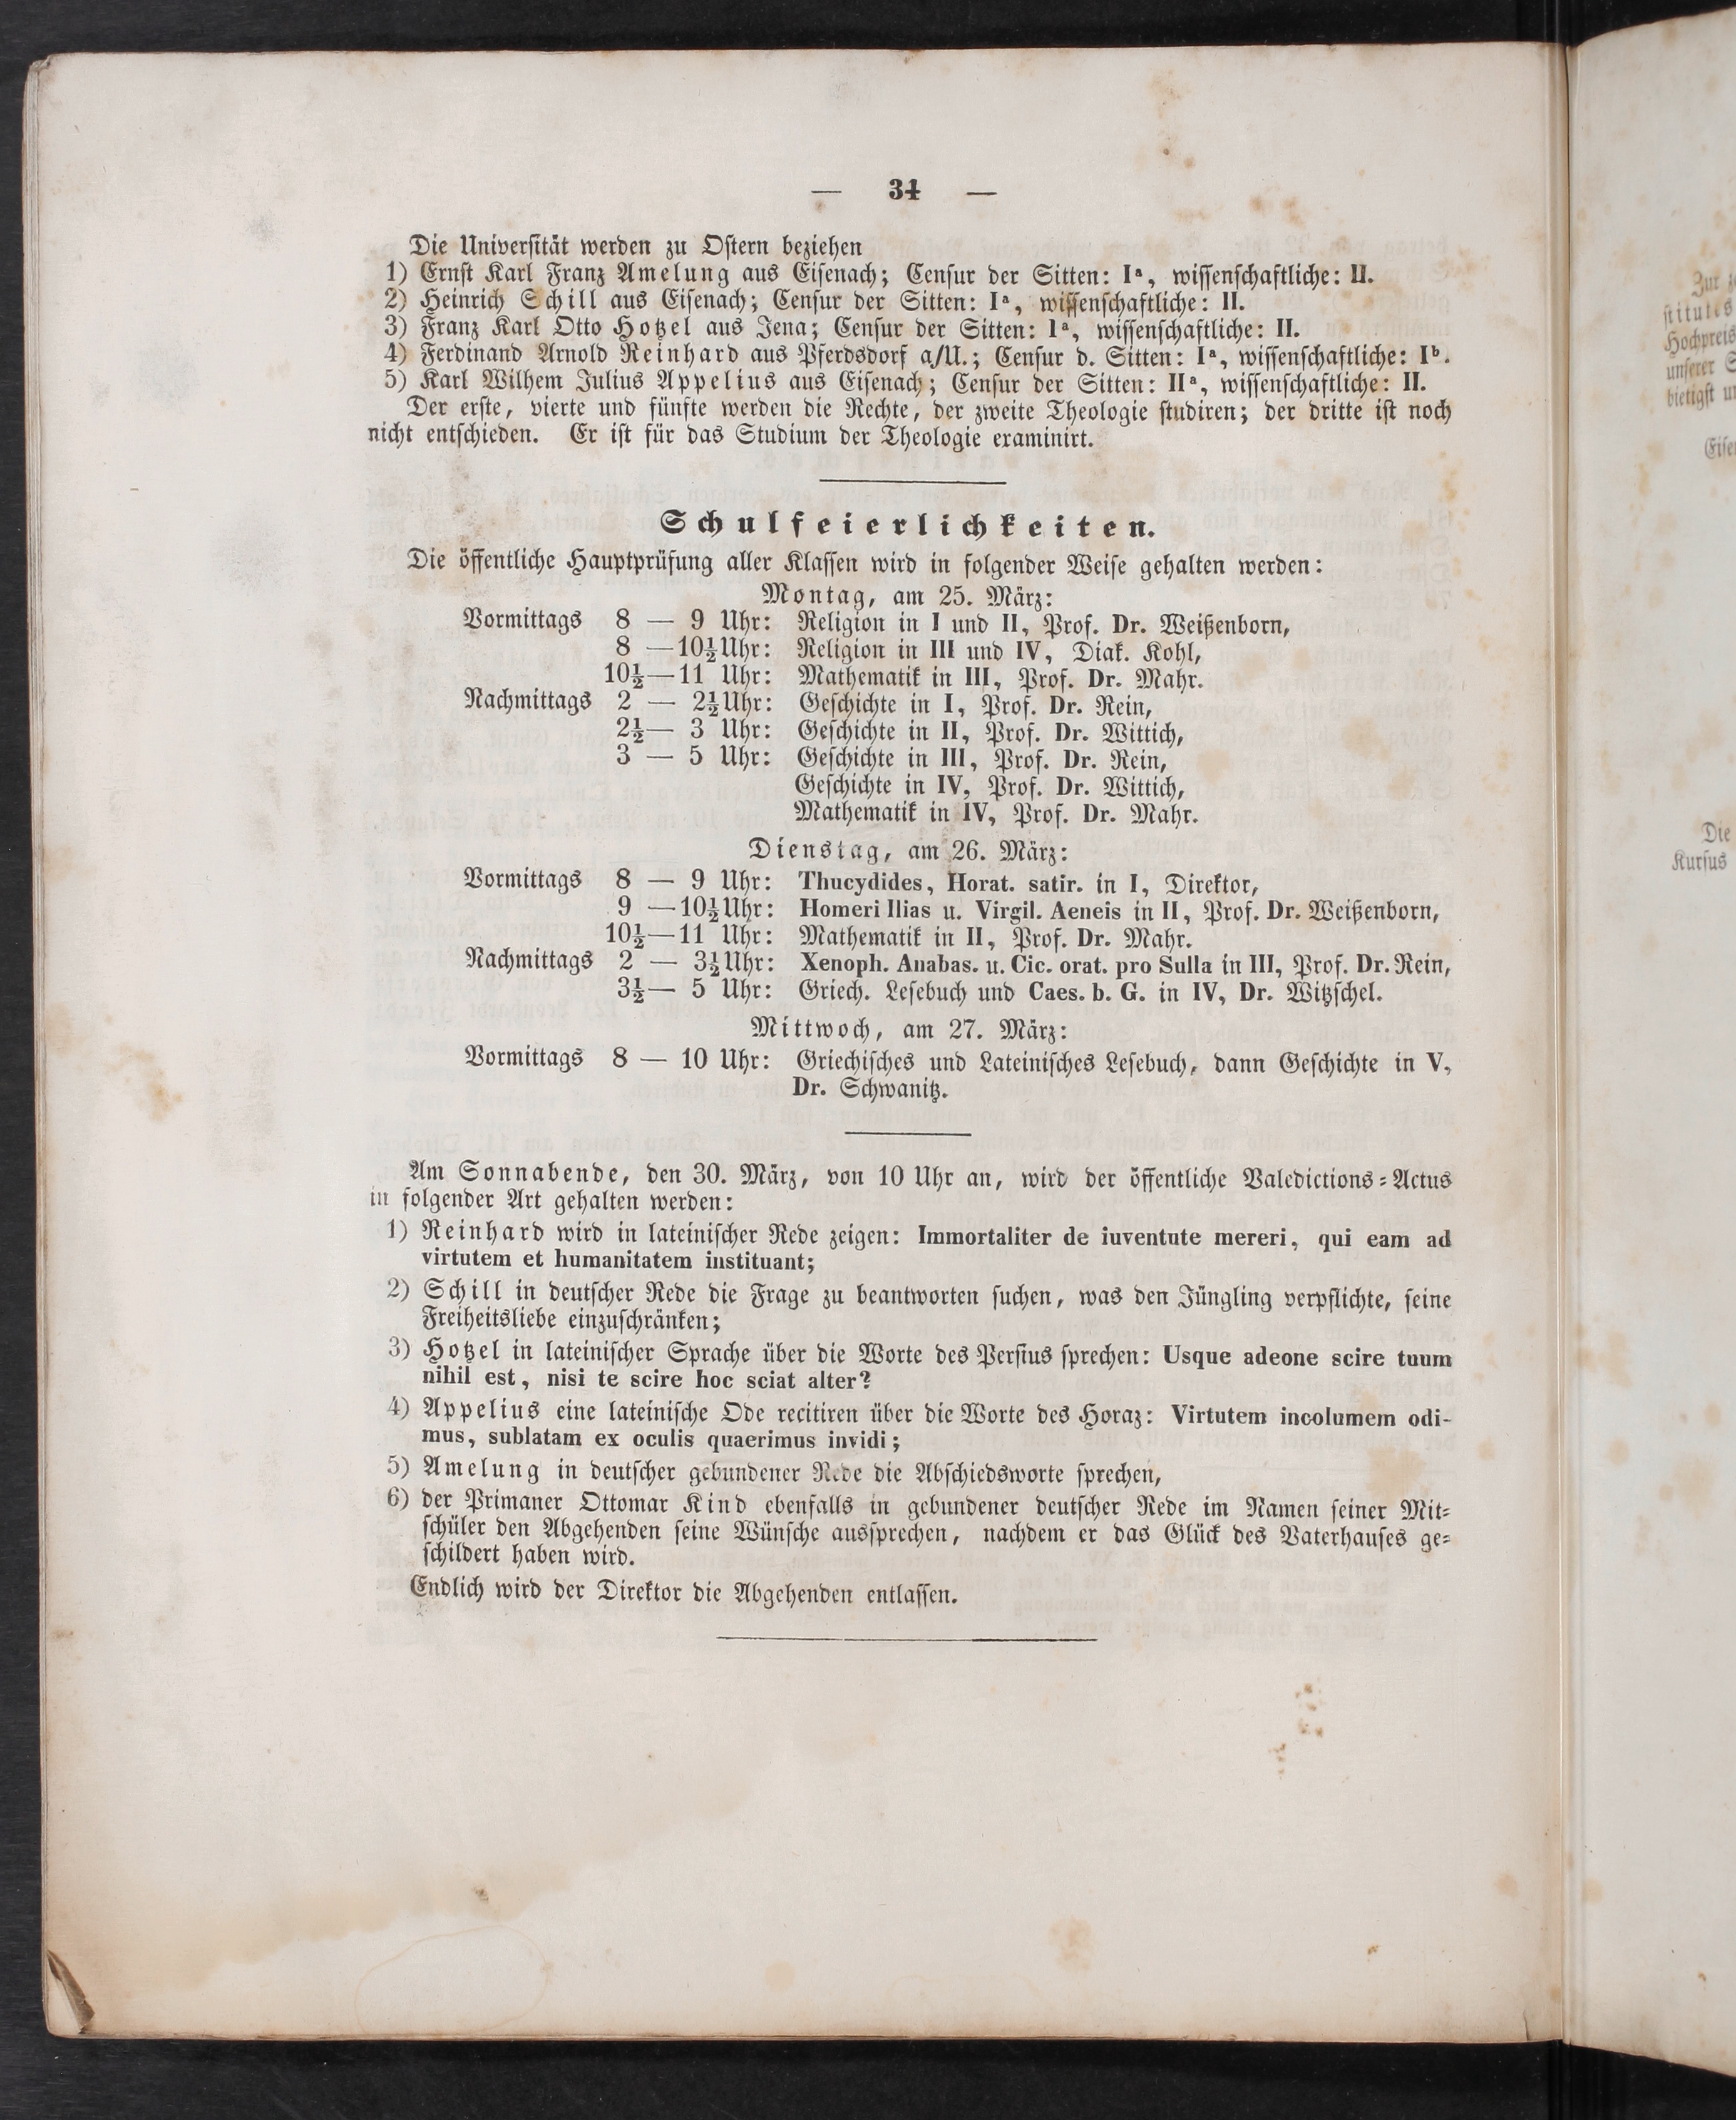 — 34 —
Die Universität werden zu Ostern beziehen
1) Ernst Karl Franz Amelung aus Eisenach; Censur der Sitten: Iª, wissenschaftliche: II.
2) Heinrich Schill aus Eisenach; Censur der Sitten: Iª, wissenschaftliche: II.
3) Franz Karl Otto Hotzel aus Jena; Censur der Sitten: Iª, wissenschaftliche: II.
4) Ferdinand Arnold Reinhard aus Pferdsdorf a/U.; Censur d. Sitten: Iª, wissenschaftliche: Iᵇ.
5) Karl Wilhem Julius Appelius aus Eisenach; Censur der Sitten: IIª, wissenschaftliche: II.
Der erste, vierte und fünfte werden die Rechte, der zweite Theologie studiren; der dritte ist noch
nicht entschieden. Er ist für das Studium der Theologie examinirt.
Schulfeierlichkeiten.
Die öffentliche Hauptprüfung aller Klassen wird in folgender Weise gehalten werden:
Montag, am 25. März:
Vormittags 8 — 9 Uhr: Religion in I und II, Prof. Dr. Weißenborn,
8 —10½ Uhr: Religion in III und IV, Diak. Kohl,
10½—11 Uhr: Mathematik in III, Prof. Dr. Mahr.
Nachmittags 2 — 2½ Uhr: Geschichte in I, Prof. Dr. Rein,
2½— 3 Uhr: Geschichte in II, Prof. Dr. Wittich,
3 — 5 Uhr: Geschichte in III, Prof. Dr. Rein,
Geschichte in IV, Prof. Dr. Wittich,
Mathematik in IV, Prof. Dr. Mahr.
Dienstag, am 26. März:
Vormittags 8 — 9 Uhr: Thucydides, Horat. satir. in I, Direktor,
9 —10½ Uhr: Homeri Ilias u. Virgil. Aeneis in II, Prof. Dr. Weißenborn,
10½—11 Uhr: Mathematik in II, Prof. Dr. Mahr.
Nachmittags 2 — 3½ Uhr: Xenoph. Anabas. u. Cic. orat. pro Sulla in III, Prof. Dr. Rein,
3½— 5 Uhr: Griech. Lesebuch und Caes. b. G. in IV, Dr. Witzschel.
Mittwoch, am 27. März:
Vormittags 8 — 10 Uhr: Griechisches und Lateinisches Lesebuch, dann Geschichte in V,
Dr. Schwanitz.
Am Sonnabende, den 30. März, von 10 Uhr an, wird der öffentliche Valedictions-Actus
in folgender Art gehalten werden:
1) Reinhard wird in lateinischer Rede zeigen: Immortaliter de iuventute mereri, qui eam ad
virtutem et humanitatem instituant;
2) Schill in deutscher Rede die Frage zu beantworten suchen, was den Jüngling verpflichte, seine
Freiheitsliebe einzuschränken;
3) Hotzel in lateinischer Sprache über die Worte des Persius sprechen: Usque adeone scire tuum
nihil est, nisi te scire hoc sciat alter?
4) Appelius eine lateinische Ode recitiren über die Worte des Horaz: Virtutem incolumem odi-
mus, sublatam ex oculis quaerimus invidi;
5) Amelung in deutscher gebundener Rede die Abschiedsworte sprechen,
6) der Primaner Ottomar Kind ebenfalls in gebundener deutscher Rede im Namen seiner Mit-
schüler den Abgehenden seine Wünsche aussprechen, nachdem er das Glück des Vaterhauses ge-
schildert haben wird.
Endlich wird der Direktor die Abgehenden entlassen.
Zur
stitutes
Hochpreis
unserer
bietigst
Die
Kursus